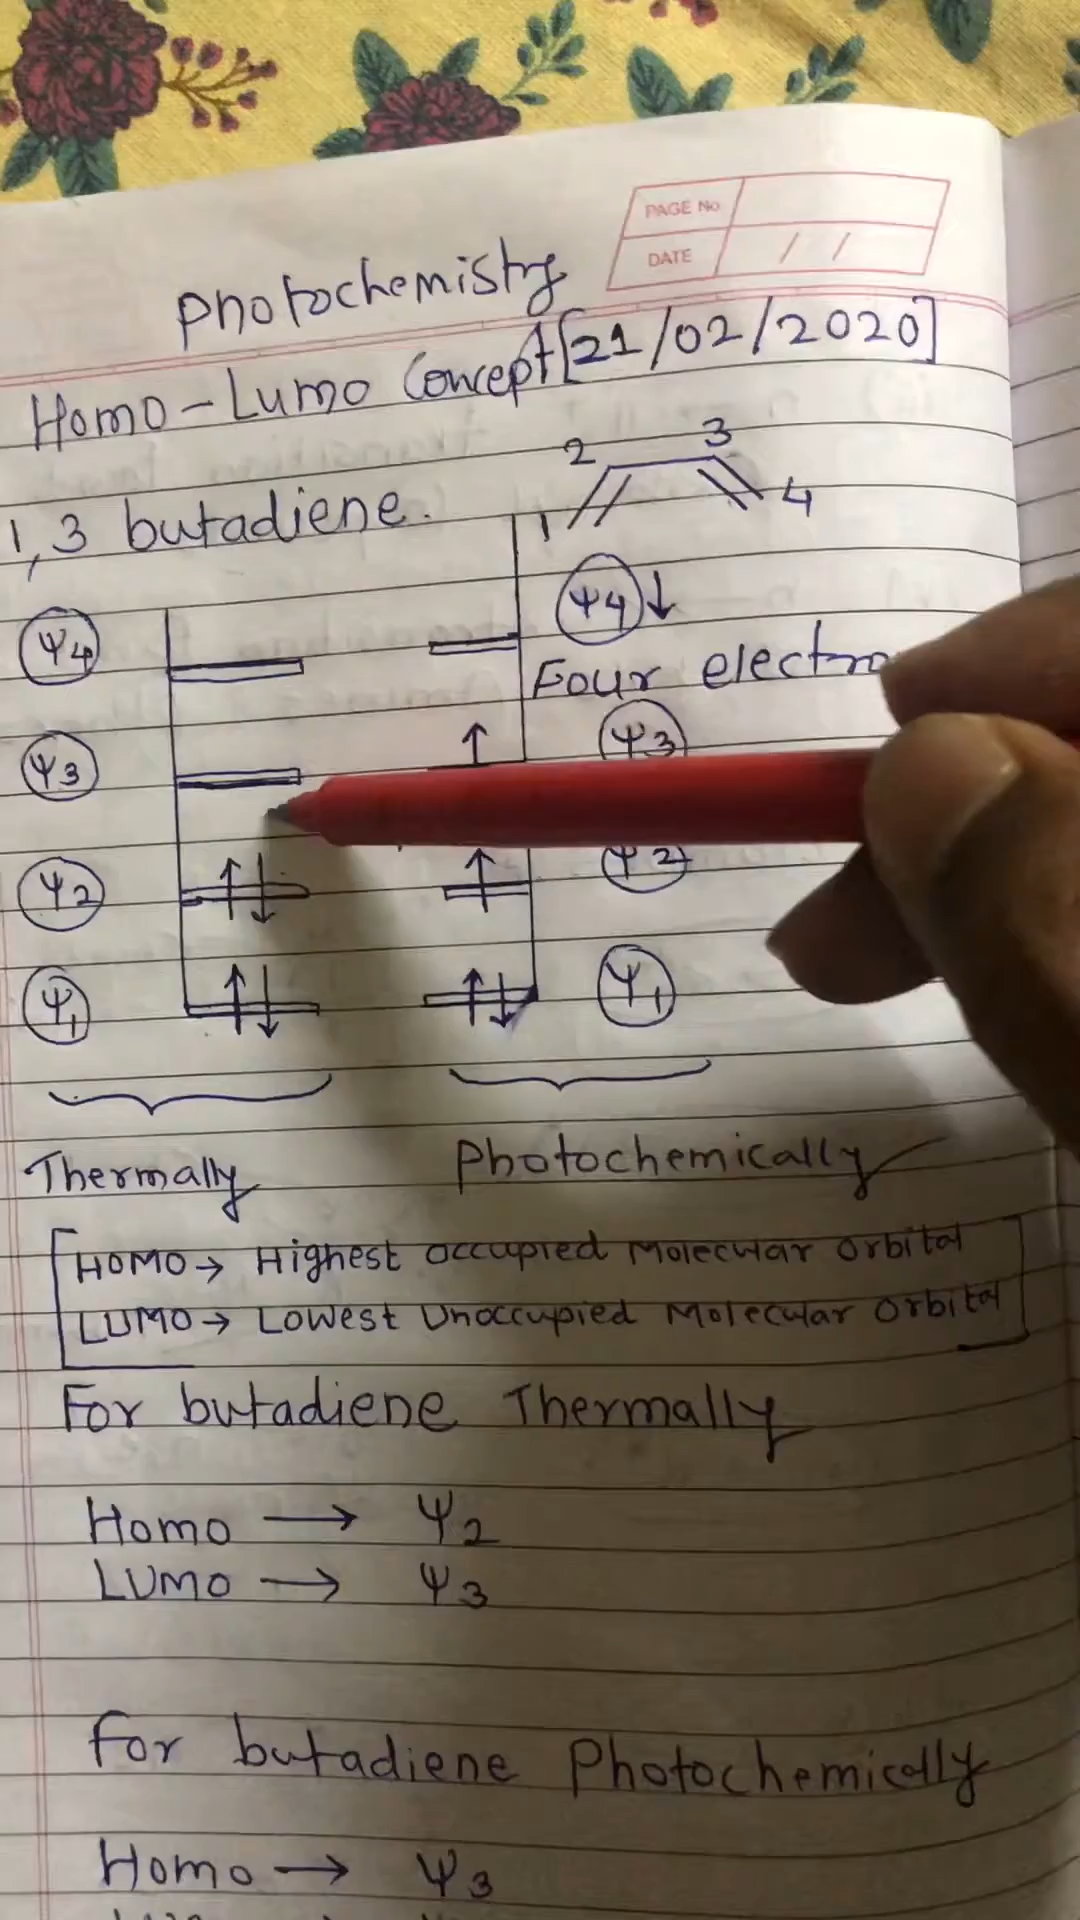 PAGE No
DATE / /
Photochemistry
Homo - Lumo Concept [21/02/2020]
1,3 butadiene.
2 3
1 4
Ψ4 Ψ4 ↓
Four electro
Ψ3 ↑ Ψ3
Ψ2 ↑↓ ↑ Ψ2
Ψ1 ↑↓ ↑↓ Ψ1
Thermally Photochemically
HOMO → Highest Occupied Molecular Orbital
LUMO → Lowest Unoccupied Molecular Orbital
For butadiene Thermally
Homo → Ψ2
LUMO → Ψ3
For butadiene Photochemically
Homo → Ψ3